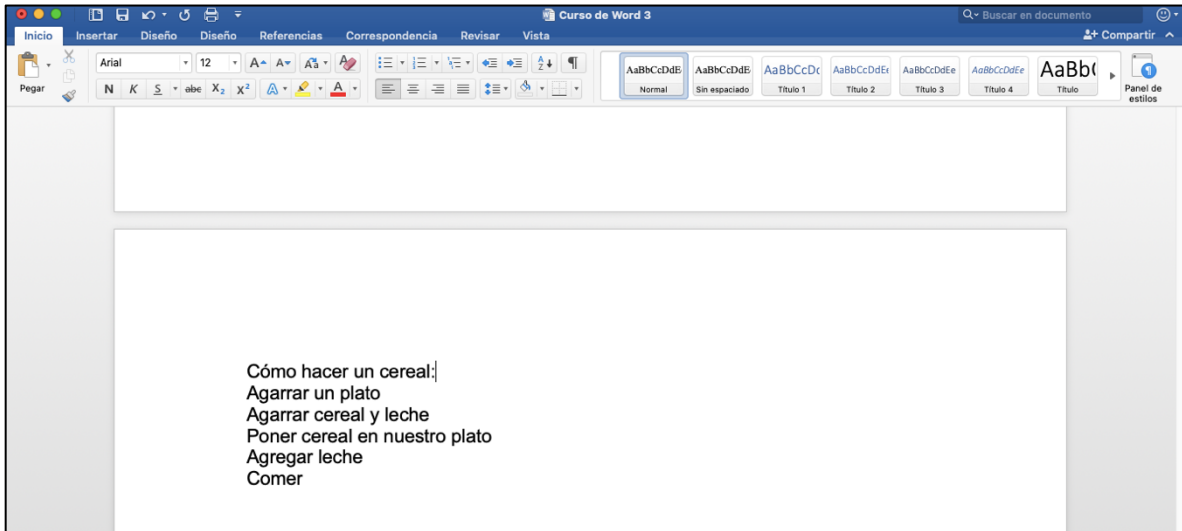 Curso de Word 3
Buscar en documento
Inicio Insertar Diseño Diseño Referencias Correspondencia Revisar Vista Compartir
Arial 12 A A Aa A AaBbCcDdE AaBbCcDdE AaBbCcDc AaBbCcDdEe AaBbCcDdEe AaBbCcDdEe AaBb(
Pegar N K S abc X₂ X² A A Normal Sin espaciado Título 1 Título 2 Título 3 Título 4 Título Panel de
estilos
Cómo hacer un cereal:
Agarrar un plato
Agarrar cereal y leche
Poner cereal en nuestro plato
Agregar leche
Comer